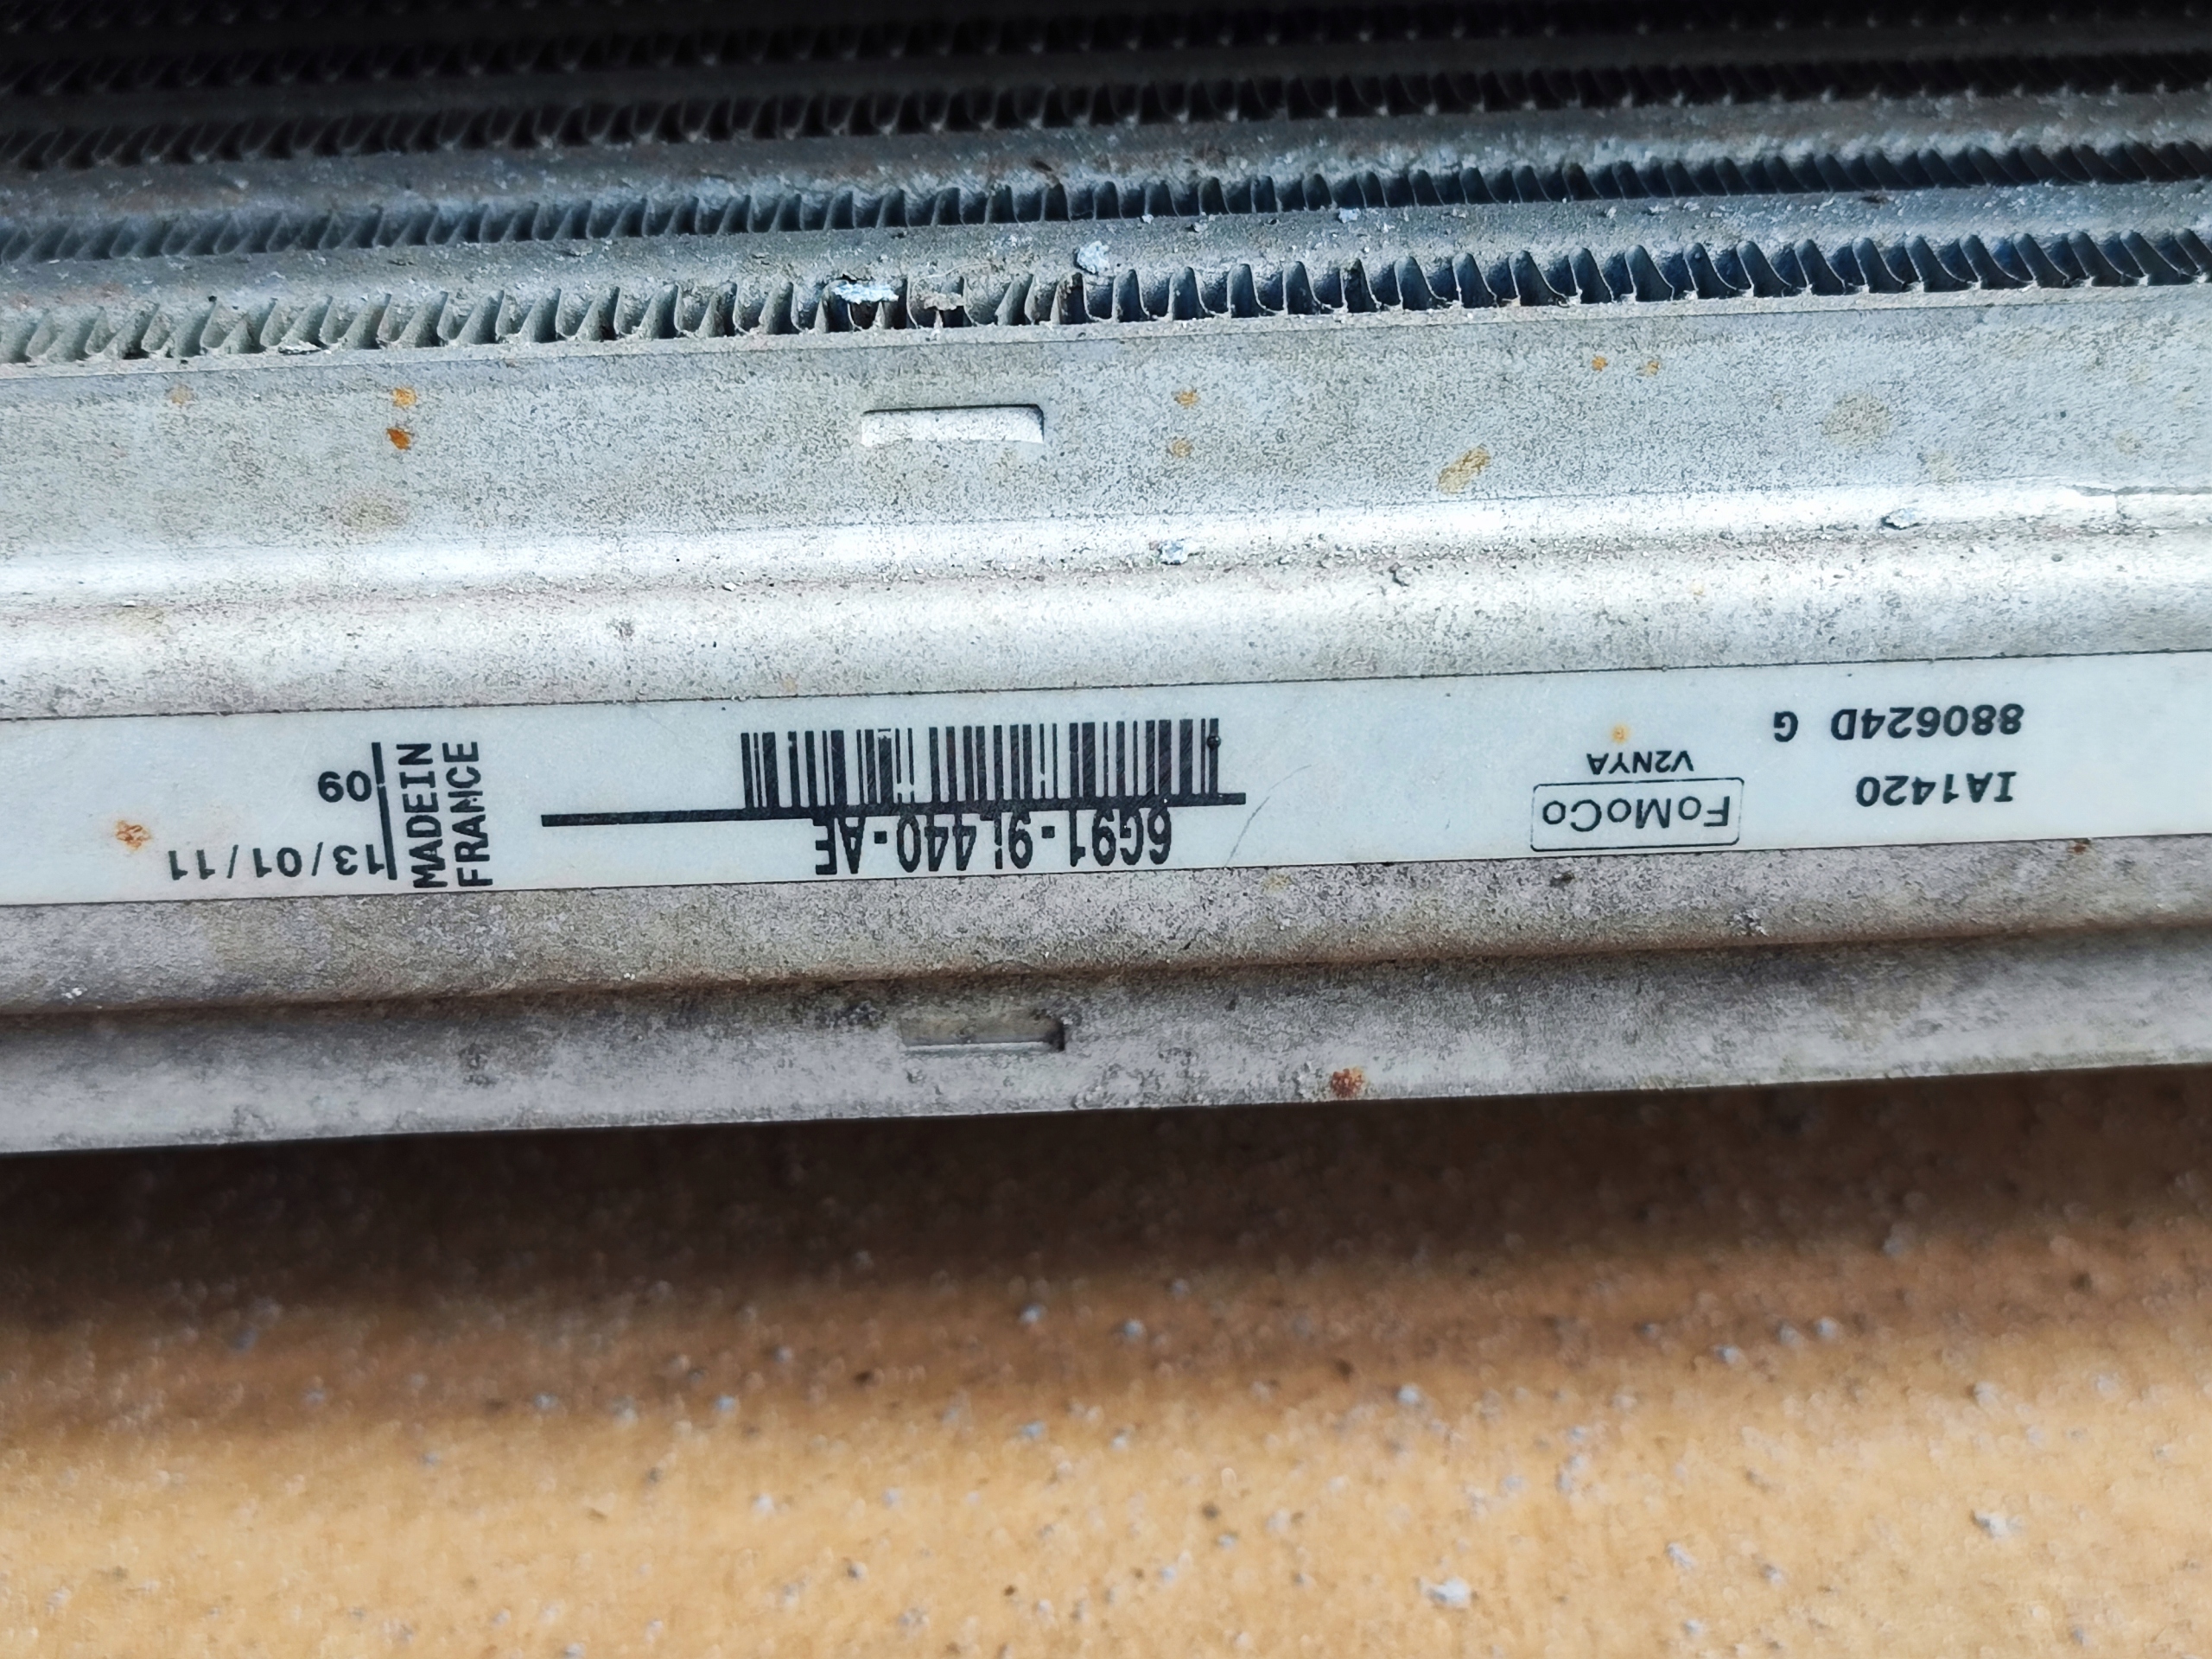 IA1420
880624D G
FoMoCo
V2NYA
6G91-9L440-AE
MADEIN
FRANCE
13/01/11
09